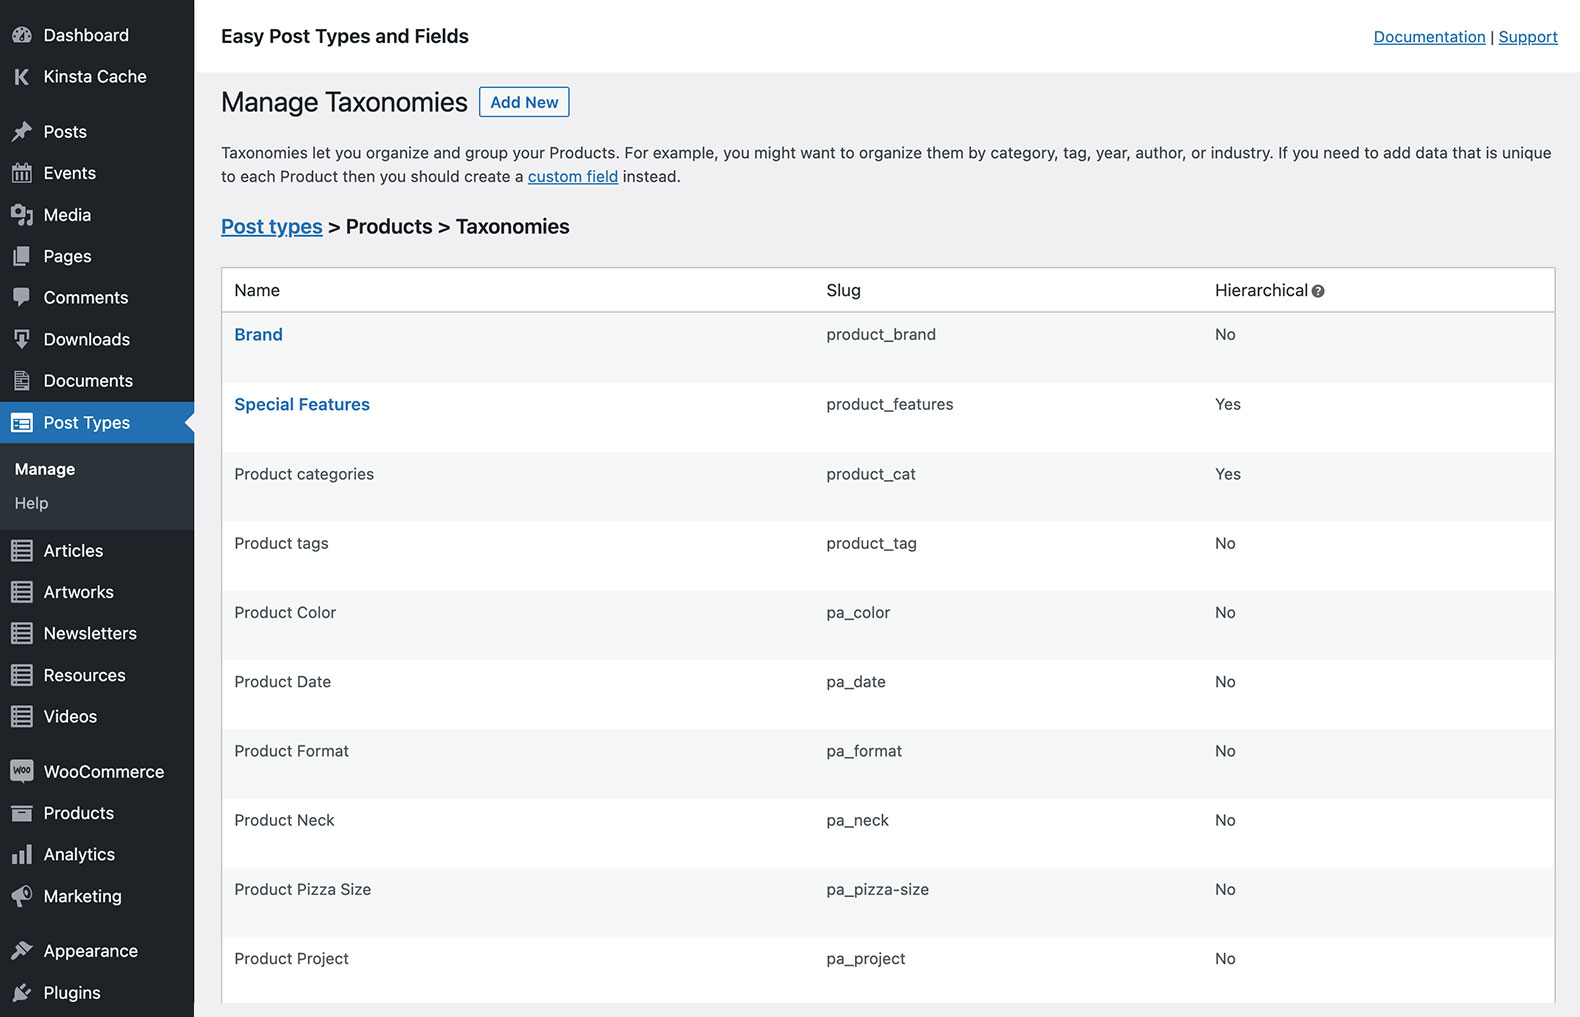 Dashboard
Kinsta Cache
Posts
Events
Media
Pages
Comments
Downloads
Documents
Post Types
Manage
Help
Articles
Artworks
Newsletters
Resources
Videos
WOO WooCommerce
Products
Analytics
Marketing
Appearance
Plugins
Easy Post Types and Fields
Documentation | Support
Manage Taxonomies Add New
Taxonomies let you organize and group your Products. For example, you might want to organize them by category, tag, year, author, or industry. If you need to add data that is unique
to each Product then you should create a custom field instead.
Post types > Products > Taxonomies
Name Slug Hierarchical ?
Brand product_brand No
Special Features product_features Yes
Product categories product_cat Yes
Product tags product_tag No
Product Color pa_color No
Product Date pa_date No
Product Format pa_format No
Product Neck pa_neck No
Product Pizza Size pa_pizza-size No
Product Project pa_project No